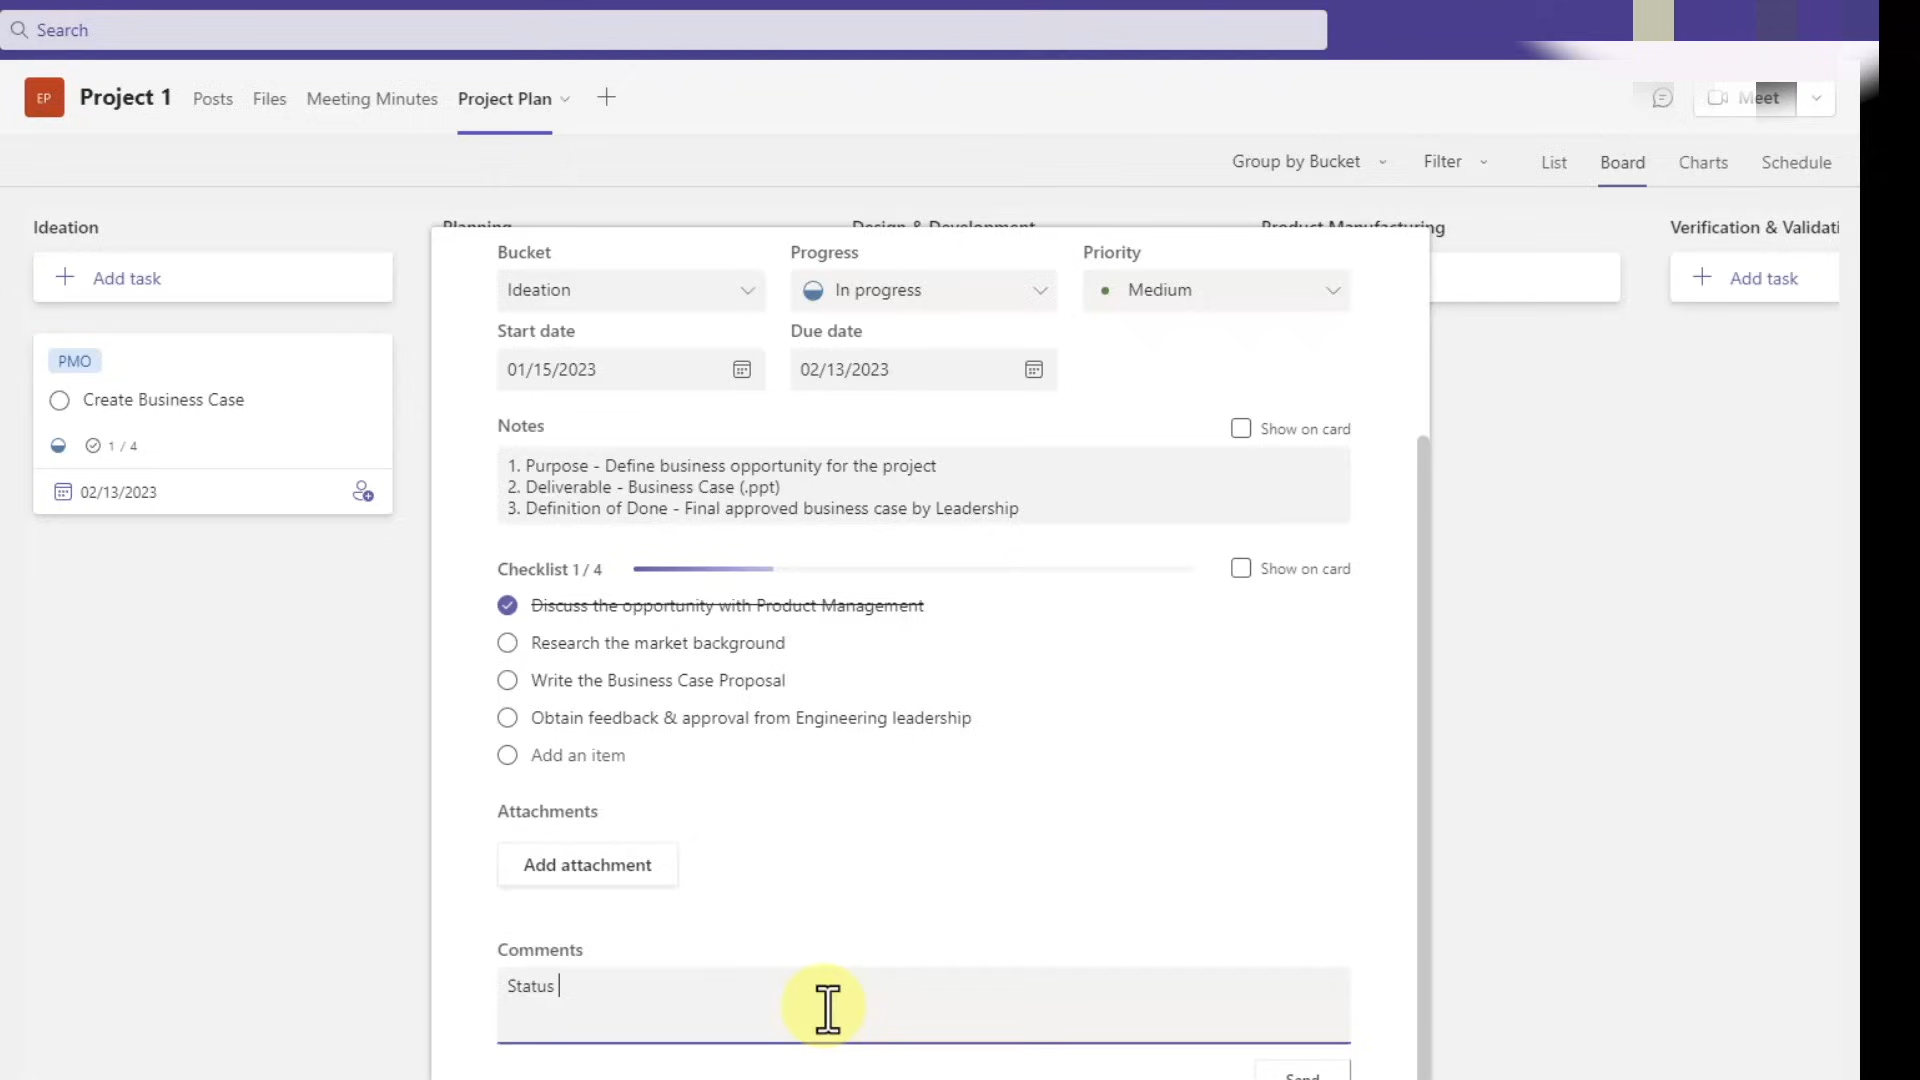 Search
EP
Project 1
Posts
Files
Meeting Minutes
Project Plan
Meet
Group by Bucket
Filter
List
Board
Charts
Schedule
Ideation
Planning
Design & Development
Product Manufacturing
Verification & Validati
Add task
Add task
PMO
Create Business Case
1 / 4
02/13/2023
Bucket
Progress
Priority
Ideation
In progress
Medium
Start date
Due date
01/15/2023
02/13/2023
Notes
Show on card
1. Purpose - Define business opportunity for the project
2. Deliverable - Business Case (.ppt)
3. Definition of Done - Final approved business case by Leadership
Checklist 1 / 4
Show on card
Discuss the opportunity with Product Management
Research the market background
Write the Business Case Proposal
Obtain feedback & approval from Engineering leadership
Add an item
Attachments
Add attachment
Comments
Status
Send